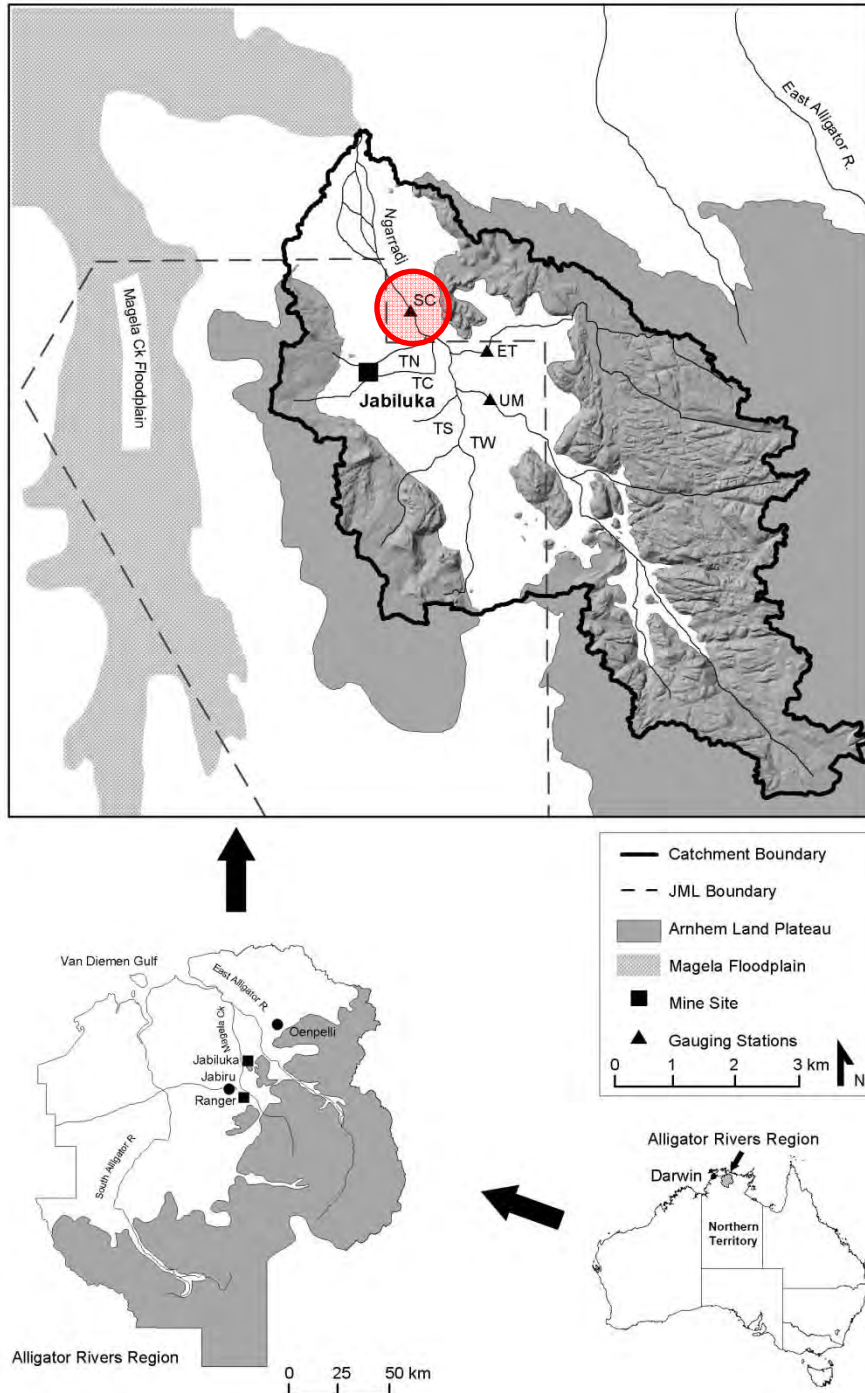 East Alligator R.
Ngarradj
Magela Ck Floodplain
SC
ET
TN
TC
Jabiluka
UM
TS
TW
Catchment Boundary
JML Boundary
Arnhem Land Plateau
Magela Floodplain
Mine Site
Gauging Stations
0 1 2 3 km
N
Van Diemen Gulf
East Alligator R
Magela Ck
Oenpelli
Jabiluka
Jabiru
Ranger
South Alligator R
Alligator Rivers Region
0 25 50 km
Alligator Rivers Region
Darwin
Northern
Territory